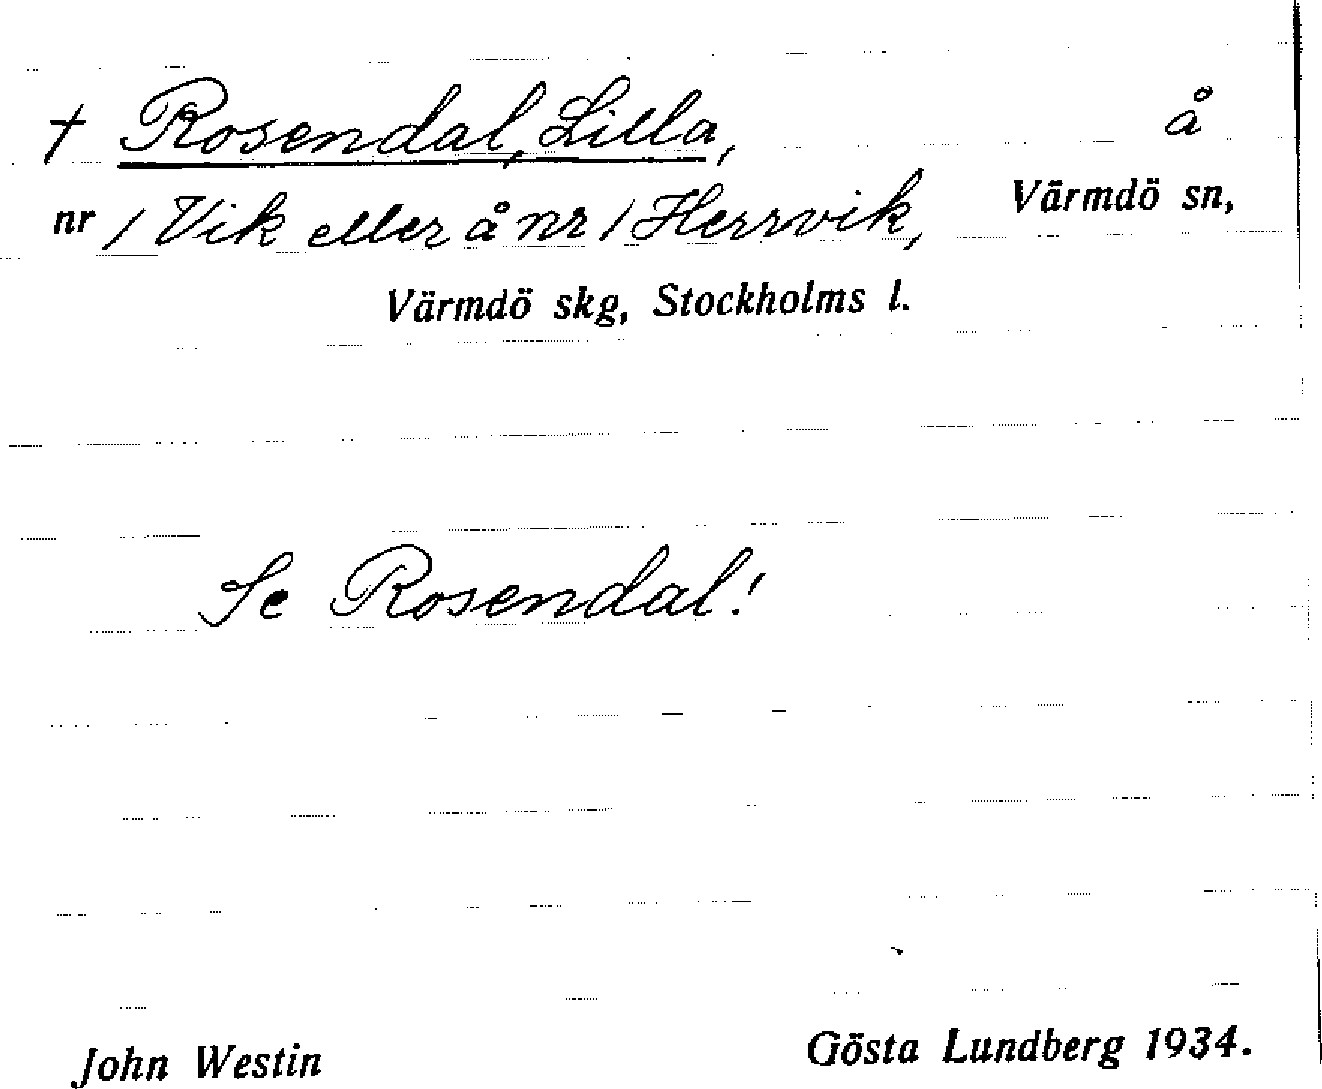 † Rosendal, Lilla, å
nr 1 Vik eller å nr 1 Herrvik, Värmdö sn,
Värmdö skg, Stockholms l.
Se Rosendal!
John Westin Gösta Lundberg 1934.